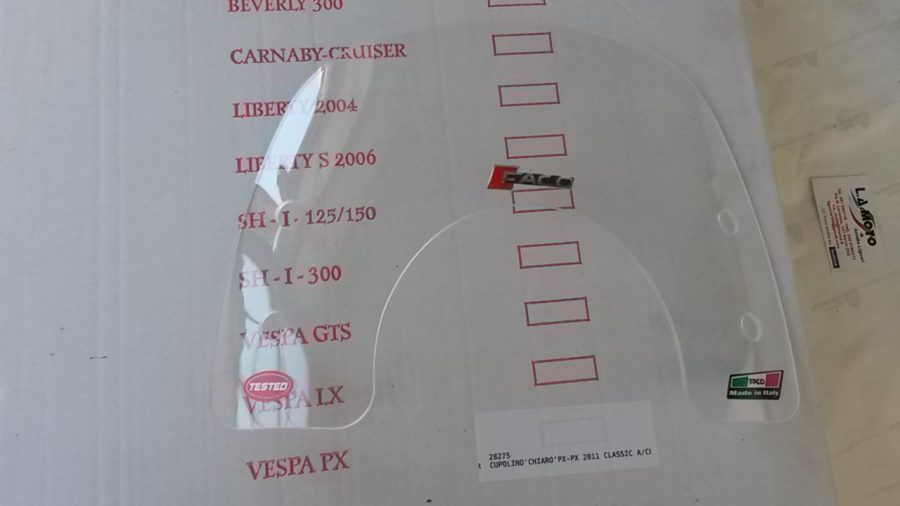 BEVERLY 300
CARNABY-CRUISER
LIBERTY 2004
LIBERTY S 2006
FACO
SH - I - 125/150
SH - I - 300
VESPA GTS
TESTED
VESPA LX
Made in Italy
VESPA PX
28275
CUPOLINO'CHIARO'PX-PX 2011 CLASSIC A/C
L.A.MOTO